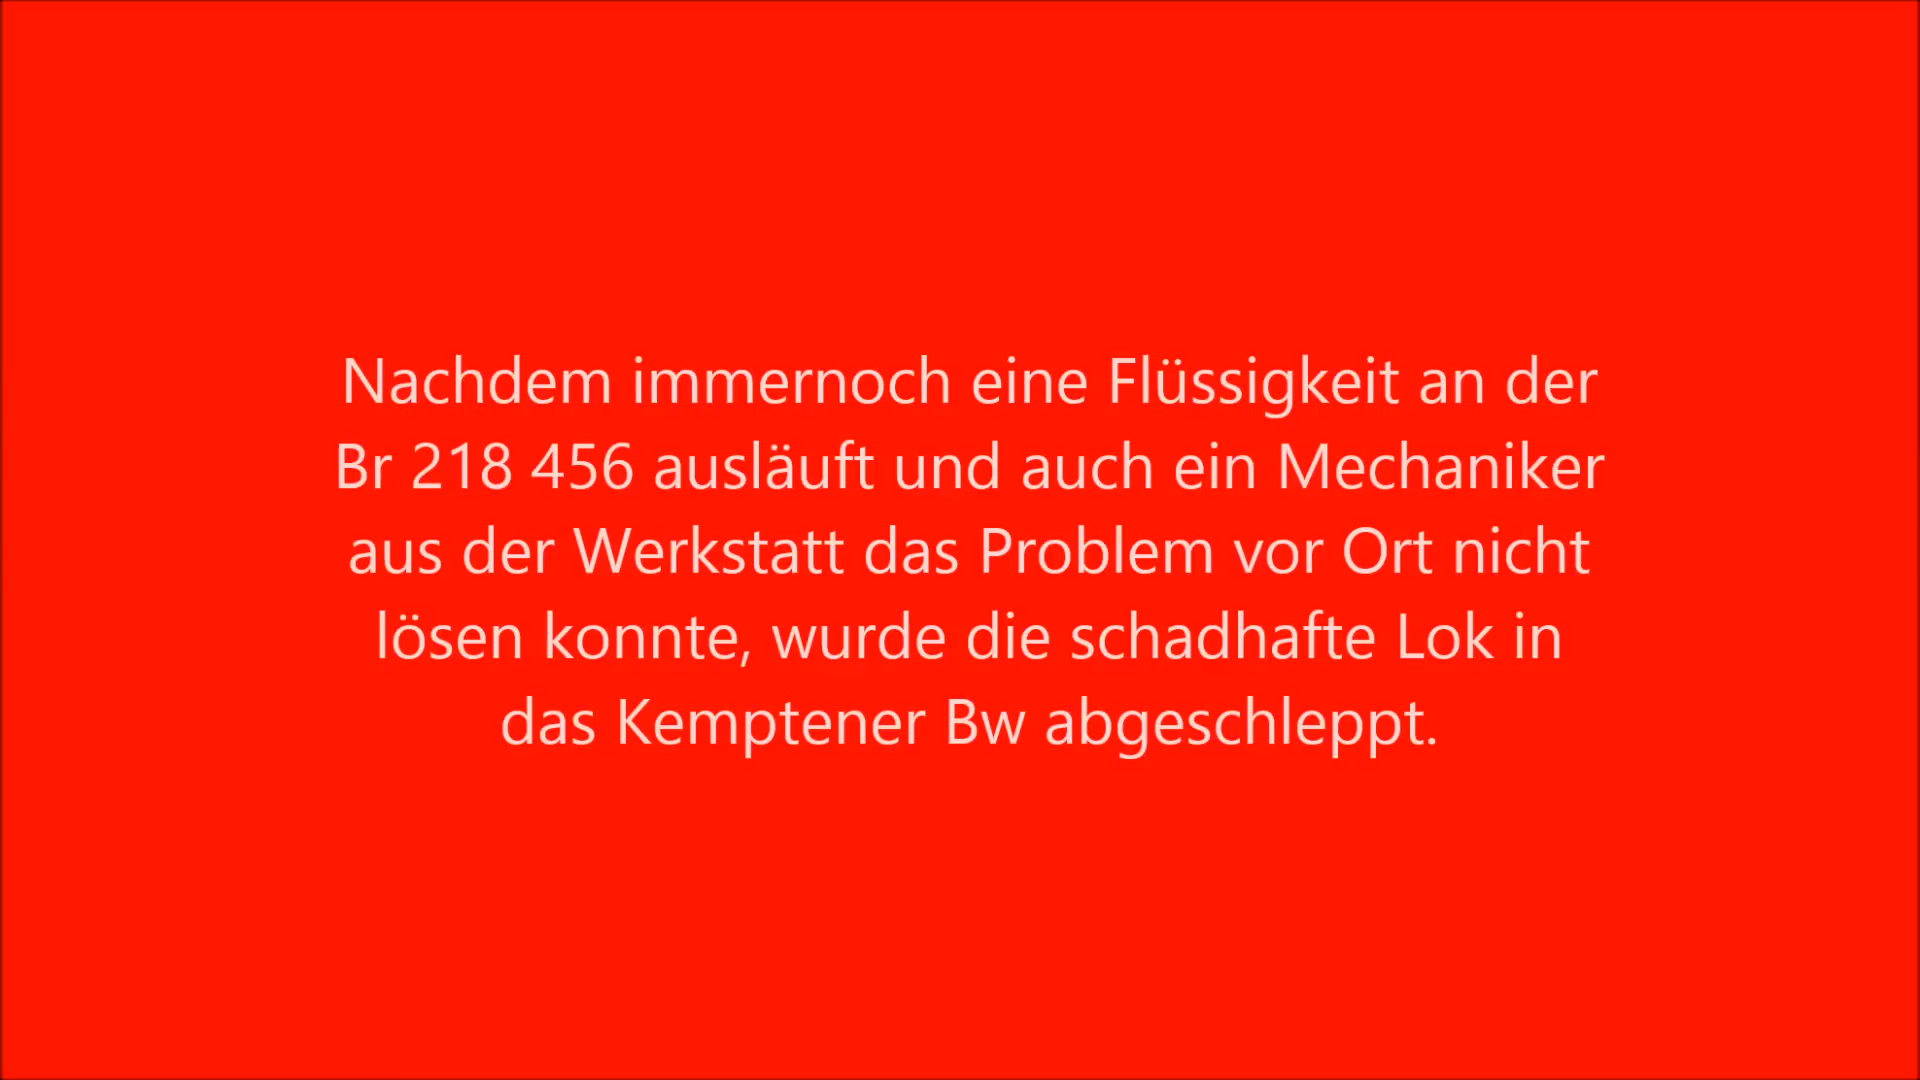 Nachdem immernoch eine Flüssigkeit an der
Br 218 456 ausläuft und auch ein Mechaniker
aus der Werkstatt das Problem vor Ort nicht
lösen konnte, wurde die schadhafte Lok in
das Kemptener Bw abgeschleppt.